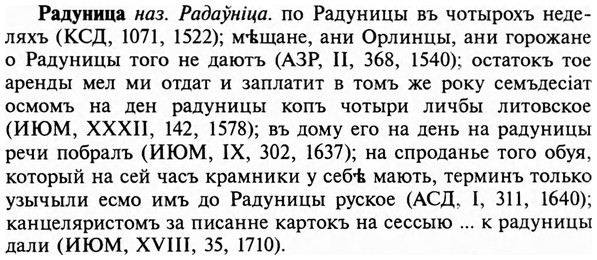 Радуница наз. Радаўніца. по Радуницы въ чотырохъ неде-
ляхъ (КСД, 1071, 1522); мѣщане, ани Орлинцы, ани горожане
о Радуницы того не даютъ (АЗР, II, 368, 1540); остатокъ тое
аренды мел ми отдат и заплатит в томъ же року семъдесіат
осмомъ на ден радуницы копъ чотыри личбы литовское
(ИЮМ, XXXII, 142, 1578); въ дому его на день на радуницы
речи побралъ (ИЮМ, IX, 302, 1637); на спроданье того обуя,
который на сей часъ крамники у себѣ мають, терминъ только
узычыли есмо имъ до Радуницы руское (АСД, I, 311, 1640);
канцеляристомъ за писанне картокъ на сессыю ... к радуницы
дали (ИЮМ, XVIII, 35, 1710).